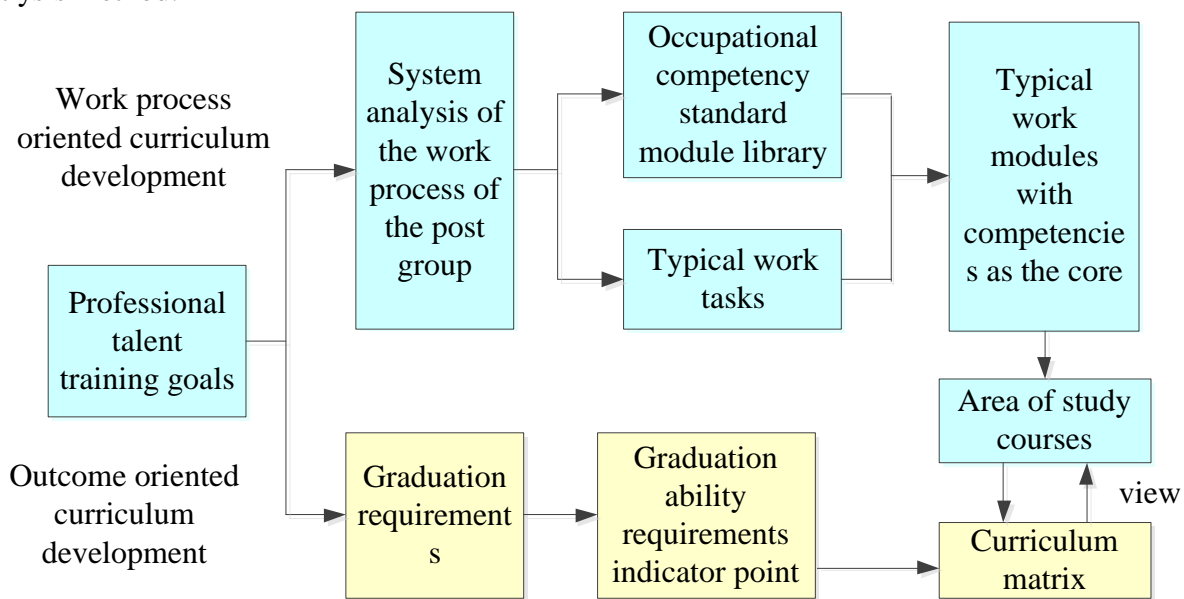 Work process
oriented curriculum
development
Professional
talent
training goals
Outcome oriented
curriculum
development
System
analysis of
the work
process of
the post
group
Occupational
competency
standard
module library
Typical work
tasks
Typical
work
modules
with
competencie
s as the core
Area of study
courses
view
Graduation
requirement
s
Graduation
ability
requirements
indicator point
Curriculum
matrix